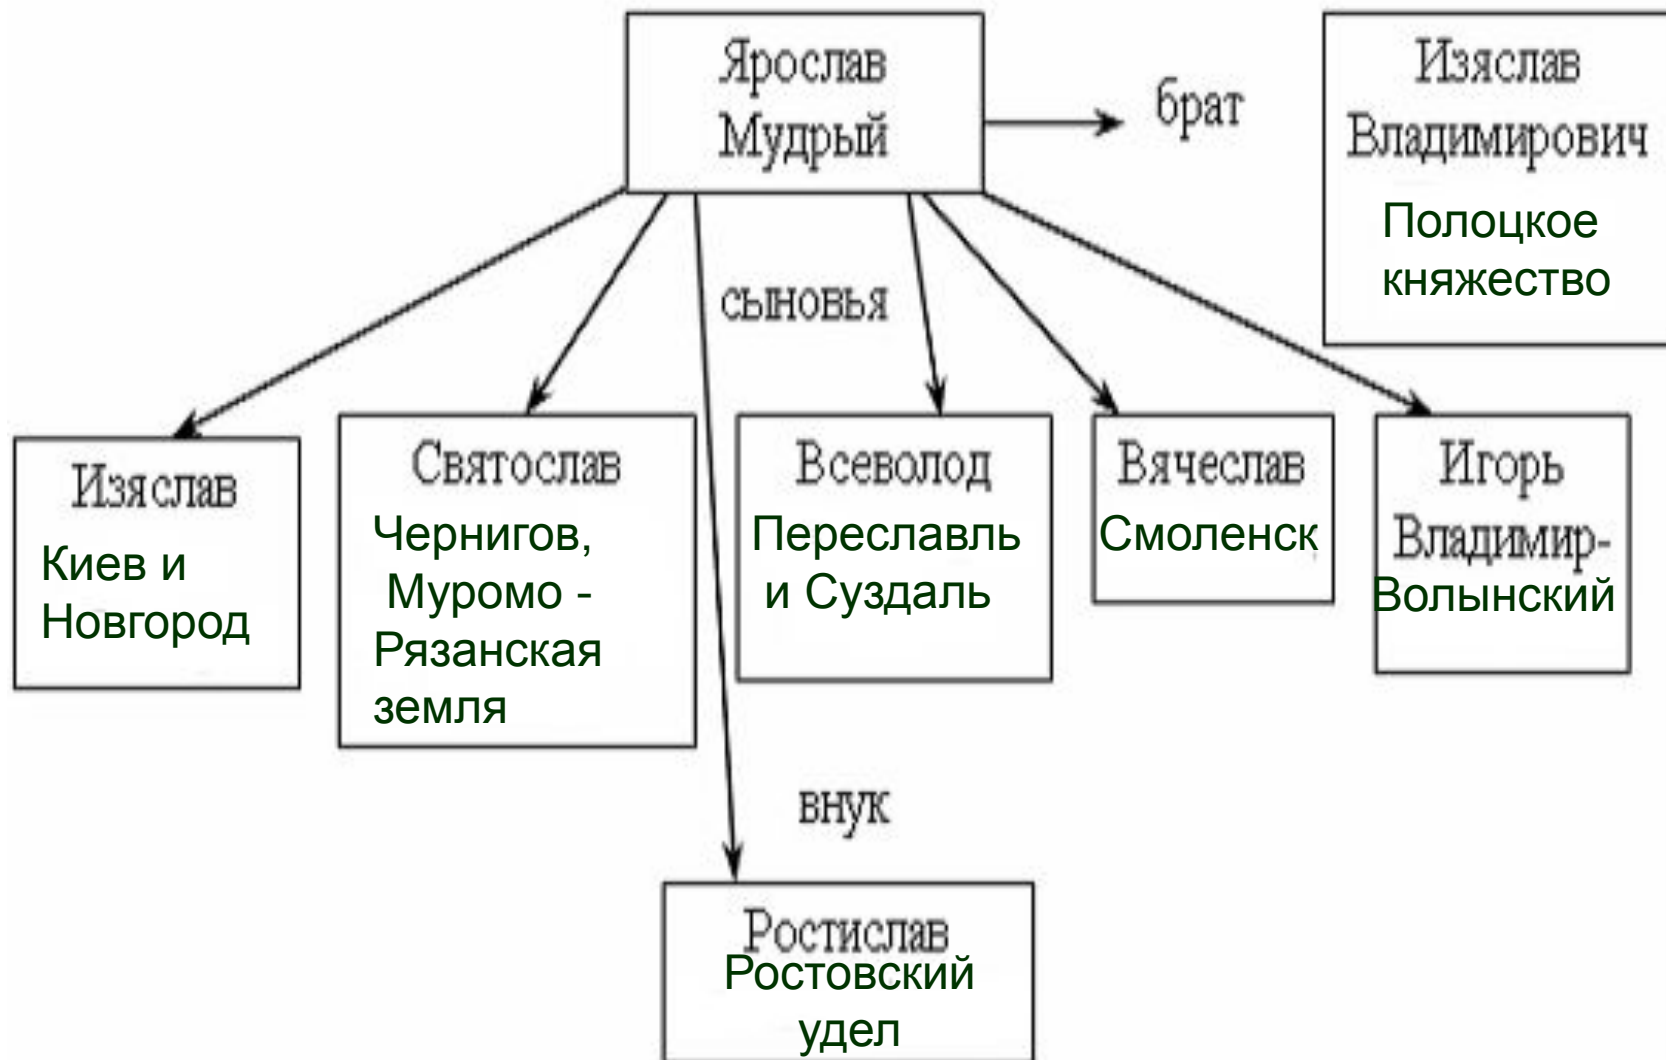 Ярослав
Мудрый
брат
Изяслав
Владимирович
Полоцкое
княжество
сыновья
Изяслав
Киев и
Новгород
Святослав
Чернигов,
Муромо -
Рязанская
земля
Всеволод
Переславль
и Суздаль
Вячеслав
Смоленск
Игорь
Владимир-
Волынский
внук
Ростислав
Ростовский
удел